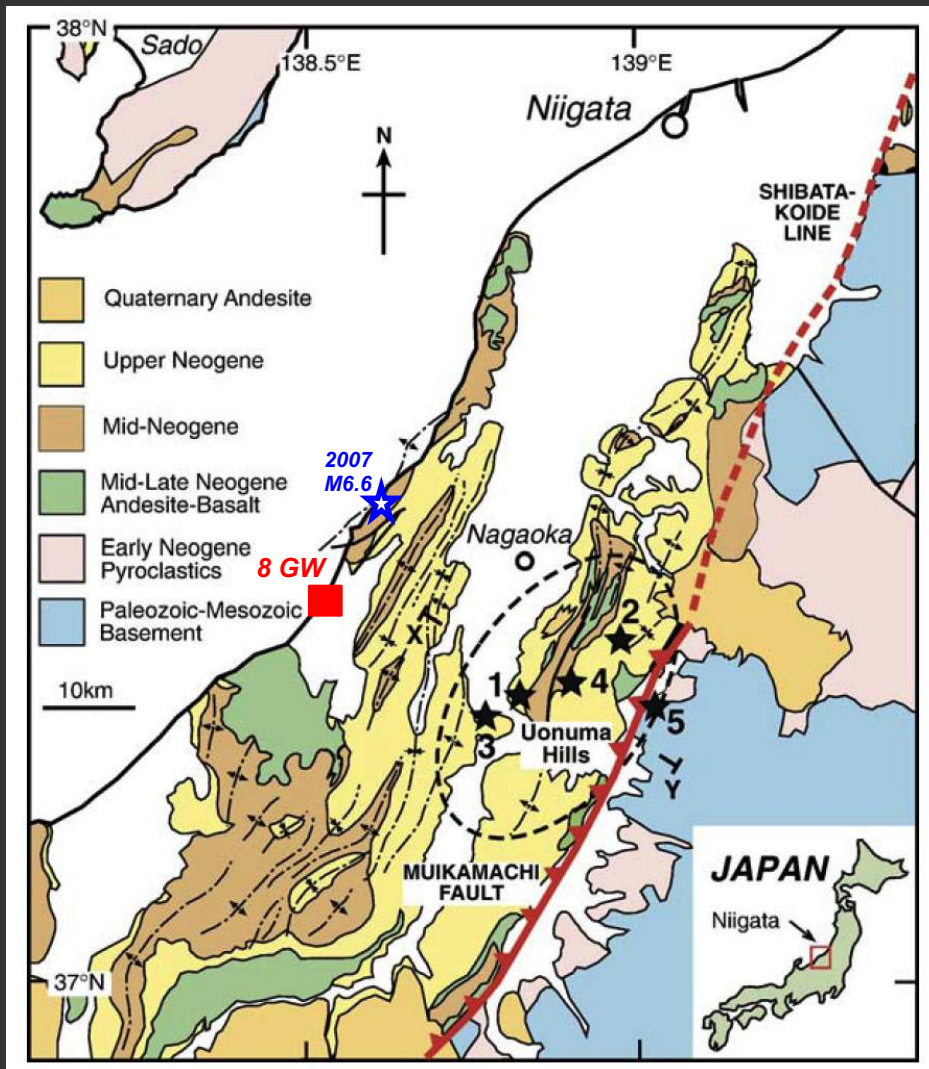 38°N
Sado
138.5°E
139°E
Niigata
N
SHIBATA-
KOIDE
LINE
Quaternary Andesite
Upper Neogene
Mid-Neogene
Mid-Late Neogene
Andesite-Basalt
Early Neogene
Pyroclastics
Paleozoic-Mesozoic
Basement
2007
M6.6
8 GW
Nagaoka
X
10km
2
1
4
3
5
Uonuma
Hills
Y
MUIKAMACHI
FAULT
JAPAN
Niigata
37°N